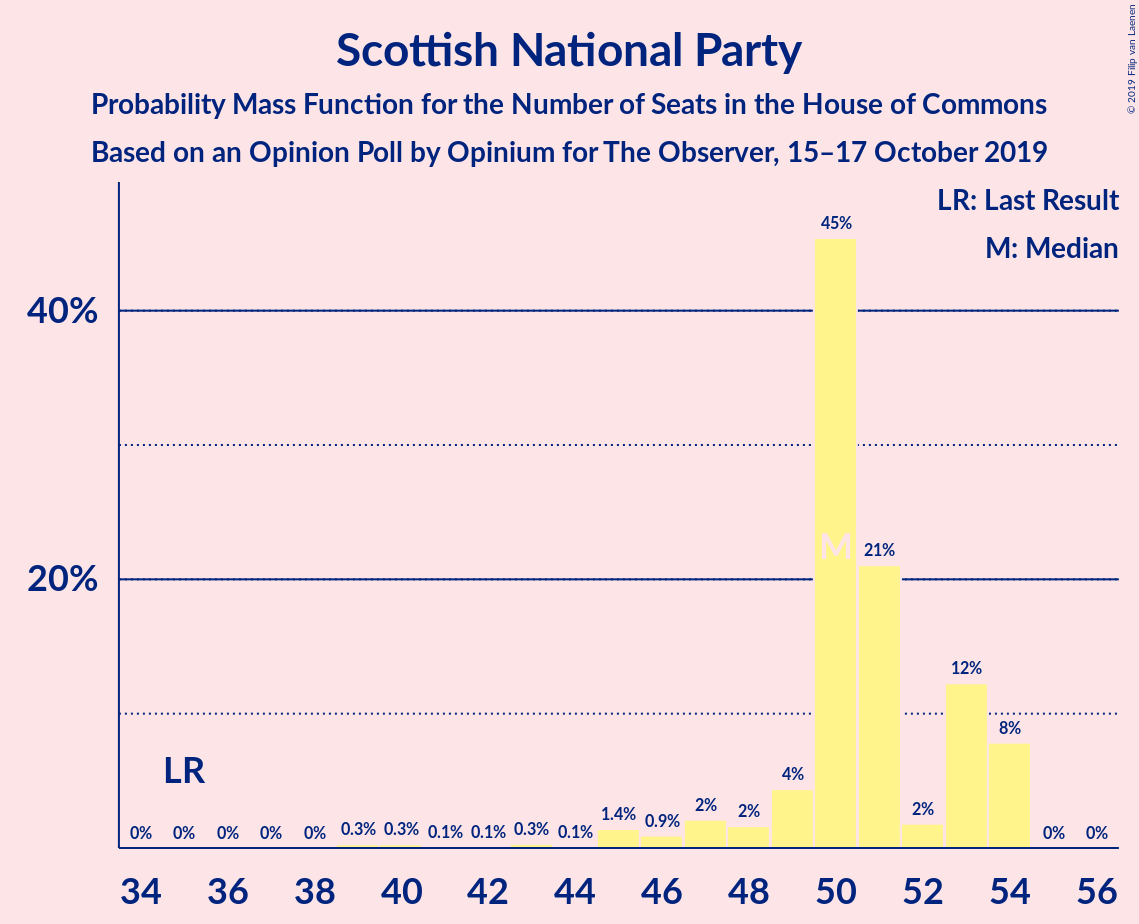 Scottish National Party
Probability Mass Function for the Number of Seats in the House of Commons
Based on an Opinion Poll by Opinium for The Observer, 15–17 October 2019
© 2019 Filip van Laenen
LR: Last Result
M: Median
40%
20%
LR
M
0% 0% 0% 0% 0% 0.3% 0.3% 0.1% 0.1% 0.3% 0.1% 1.4% 0.9% 2% 2% 4% 45% 21% 2% 12% 8% 0% 0%
34 36 38 40 42 44 46 48 50 52 54 56